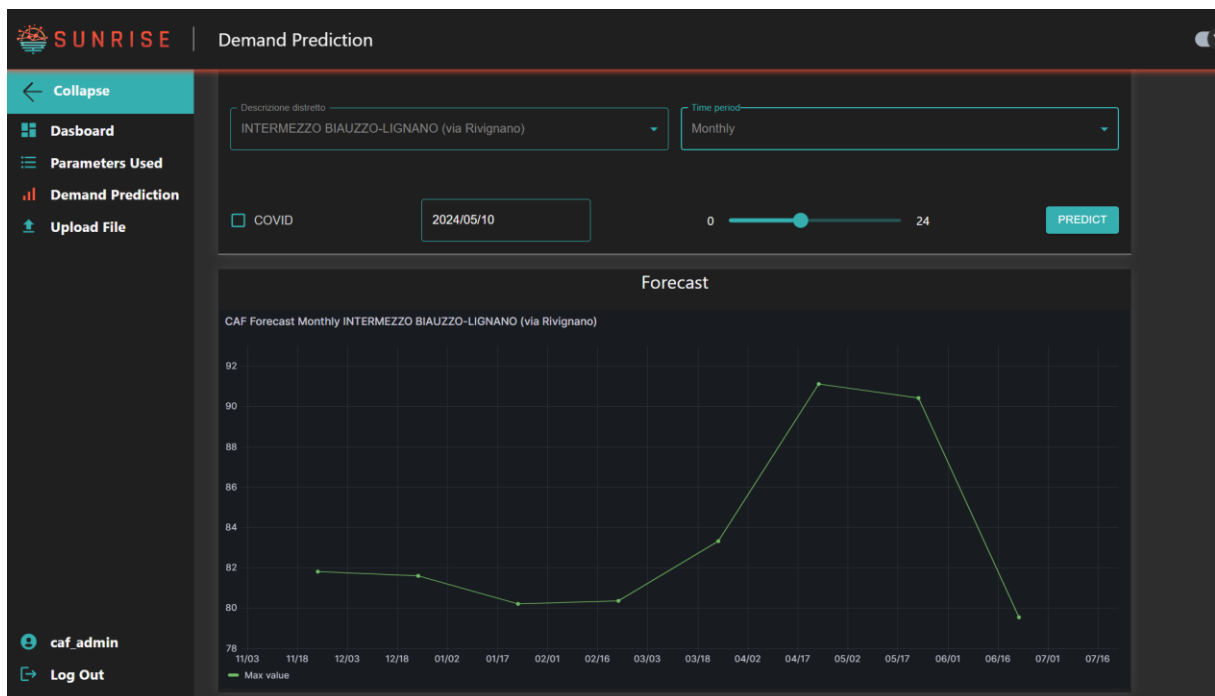 SUNRISE
Demand Prediction
Collapse
Dasboard
Parameters Used
Demand Prediction
Upload File
caf_admin
Log Out
Descrizione distretto
INTERMEZZO BIAUZZO-LIGNANO (via Rivignano)
Time period
Monthly
COVID
2024/05/10
0
24
PREDICT
Forecast
CAF Forecast Monthly INTERMEZZO BIAUZZO-LIGNANO (via Rivignano)
92
90
88
86
84
82
80
78
11/03 11/18 12/03 12/18 01/02 01/17 02/01 02/16 03/03 03/18 04/02 04/17 05/02 05/17 06/01 06/16 07/01 07/16
Max value